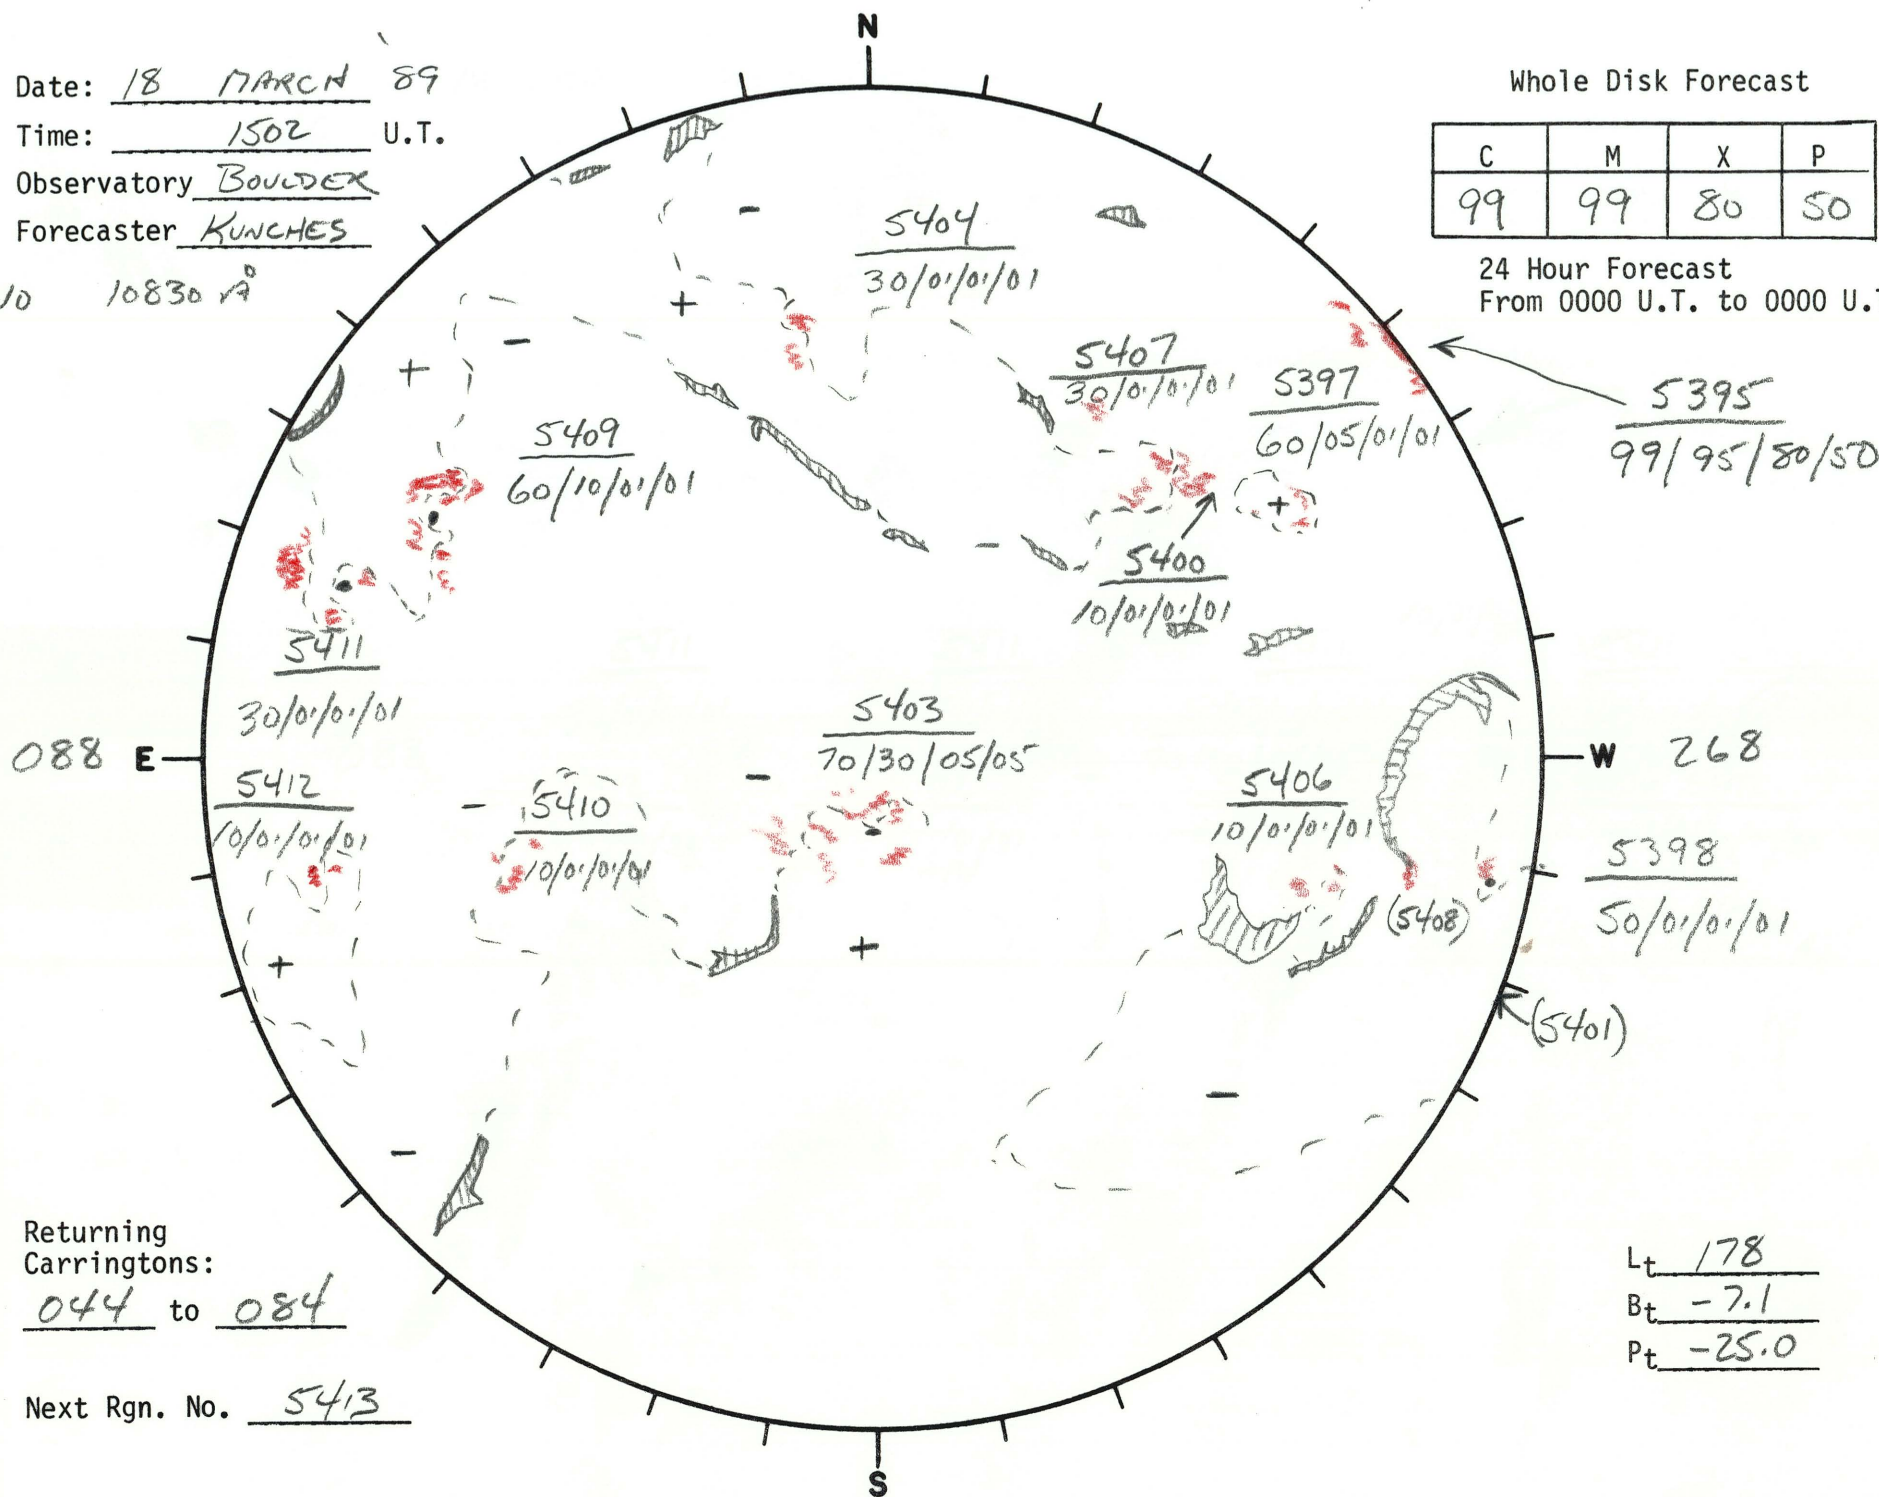 N
Date: 18 MARCH 89
Time: 1502 U.T.
Observatory BOULDER
Forecaster KUNCHES
10 10830 Å
Whole Disk Forecast
C M X P
99 99 80 50
24 Hour Forecast
From 0000 U.T. to 0000 U.T
5404
30/01/01/01
5407
30/01/01/01
5397
60/05/01/01
5395
99/95/80/50
5409
60/10/01/01
5400
10/01/01/01
5411
30/01/01/01
5403
70/30/05/05
088 E
W 268
5412
10/01/01/01
5410
10/01/01/01
5406
10/01/01/01
5398
50/01/01/01
(5408)
(5401)
Returning
Carringtons:
044 to 084
Next Rgn. No. 5413
Lt 178
Bt -7.1
Pt -25.0
S